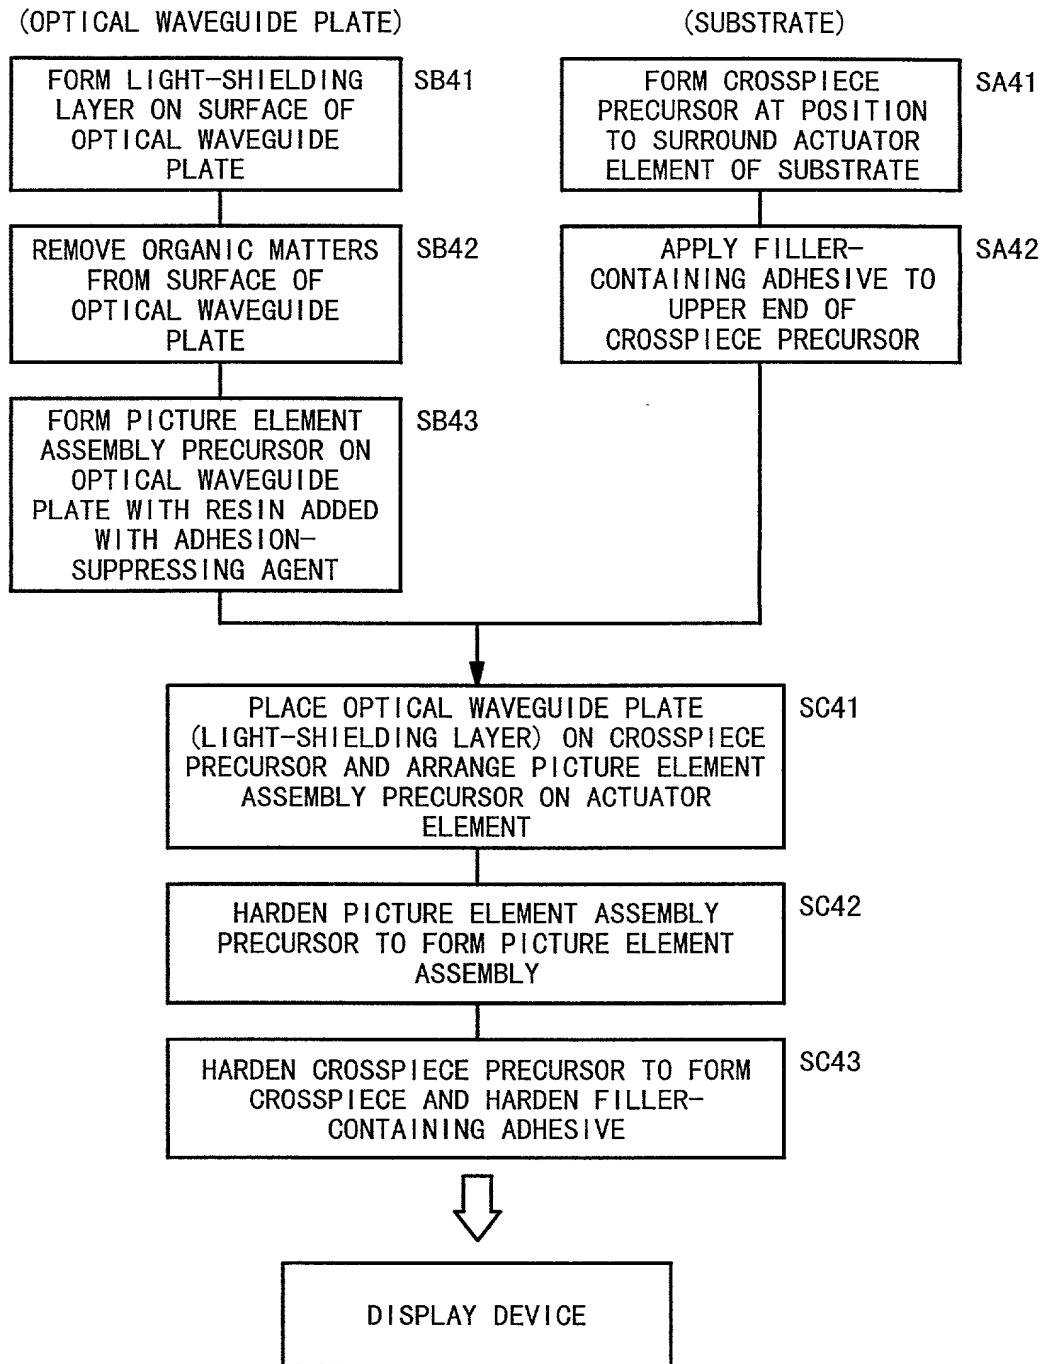 (OPTICAL WAVEGUIDE PLATE)
FORM LIGHT-SHIELDING
LAYER ON SURFACE OF
OPTICAL WAVEGUIDE
PLATE
SB41
REMOVE ORGANIC MATTERS
FROM SURFACE OF
OPTICAL WAVEGUIDE
PLATE
SB42
FORM PICTURE ELEMENT
ASSEMBLY PRECURSOR ON
OPTICAL WAVEGUIDE
PLATE WITH RESIN ADDED
WITH ADHESION-
SUPPRESSING AGENT
SB43
(SUBSTRATE)
FORM CROSSPIECE
PRECURSOR AT POSITION
TO SURROUND ACTUATOR
ELEMENT OF SUBSTRATE
SA41
APPLY FILLER-
CONTAINING ADHESIVE TO
UPPER END OF
CROSSPIECE PRECURSOR
SA42
PLACE OPTICAL WAVEGUIDE PLATE
(LIGHT-SHIELDING LAYER) ON CROSSPIECE
PRECURSOR AND ARRANGE PICTURE ELEMENT
ASSEMBLY PRECURSOR ON ACTUATOR
ELEMENT
SC41
HARDEN PICTURE ELEMENT ASSEMBLY
PRECURSOR TO FORM PICTURE ELEMENT
ASSEMBLY
SC42
HARDEN CROSSPIECE PRECURSOR TO FORM
CROSSPIECE AND HARDEN FILLER-
CONTAINING ADHESIVE
SC43
DISPLAY DEVICE